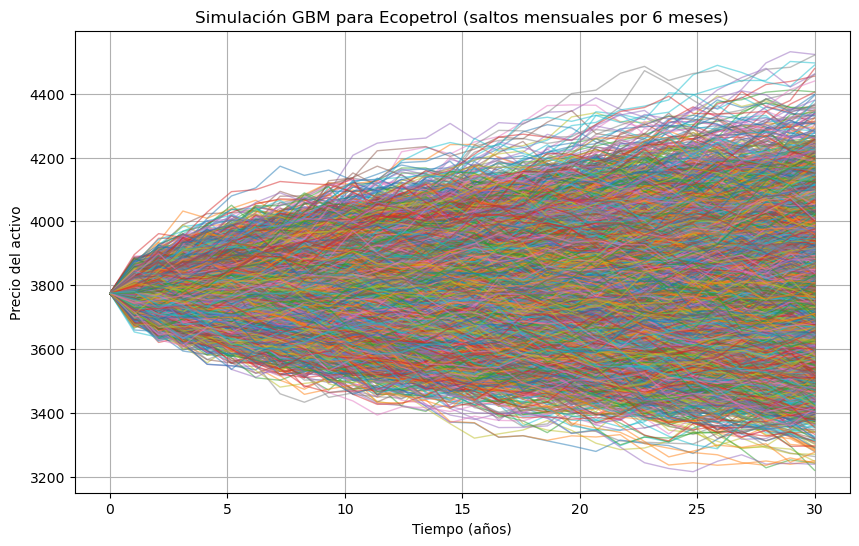 Simulación GBM para Ecopetrol (saltos mensuales por 6 meses)
4400
4200
4000
3800
3600
3400
3200
Precio del activo
0 5 10 15 20 25 30
Tiempo (años)